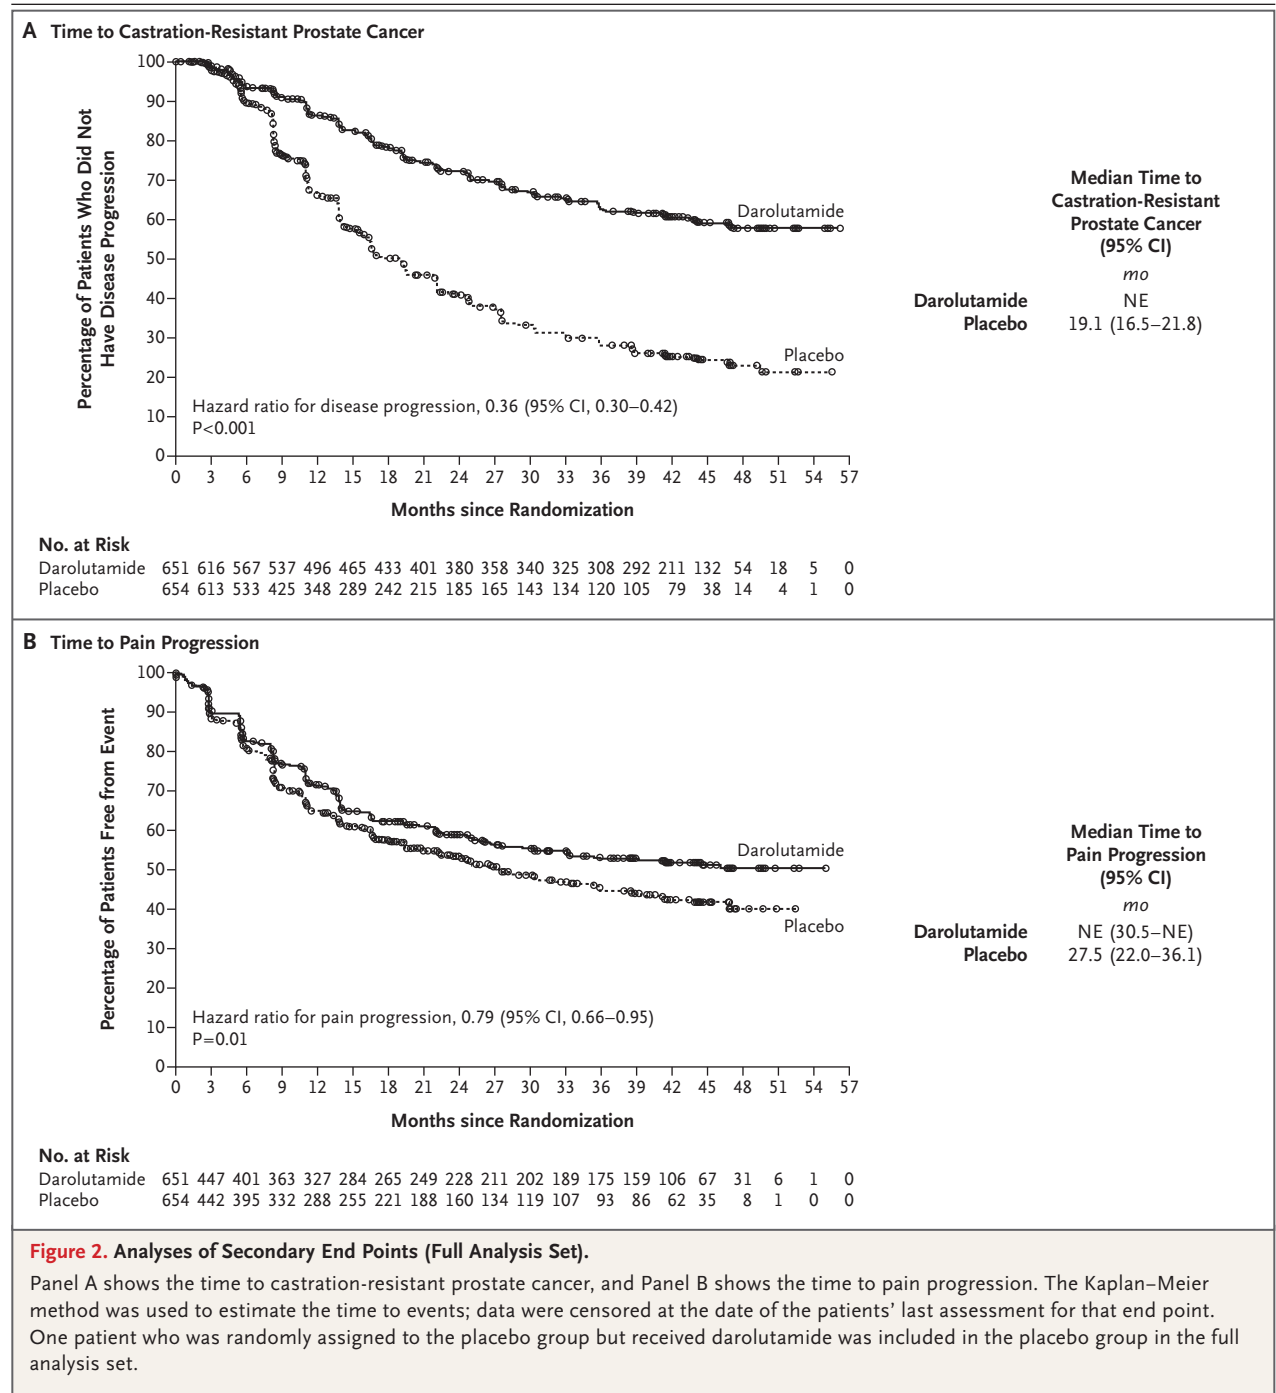 A Time to Castration-Resistant Prostate Cancer
Percentage of Patients Who Did Not
Have Disease Progression
100
90
80
70
60
50
40
30
20
10
0
Darolutamide
Placebo
Hazard ratio for disease progression, 0.36 (95% CI, 0.30–0.42)
P<0.001
0 3 6 9 12 15 18 21 24 27 30 33 36 39 42 45 48 51 54 57
Months since Randomization
Median Time to
Castration-Resistant
Prostate Cancer
(95% CI)
mo
Darolutamide NE
Placebo 19.1 (16.5–21.8)
No. at Risk
Darolutamide 651 616 567 537 496 465 433 401 380 358 340 325 308 292 211 132 54 18 5 0
Placebo 654 613 533 425 348 289 242 215 185 165 143 134 120 105 79 38 14 4 1 0
B Time to Pain Progression
Percentage of Patients Free from Event
100
90
80
70
60
50
40
30
20
10
0
Darolutamide
Placebo
Hazard ratio for pain progression, 0.79 (95% CI, 0.66–0.95)
P=0.01
0 3 6 9 12 15 18 21 24 27 30 33 36 39 42 45 48 51 54 57
Months since Randomization
Median Time to
Pain Progression
(95% CI)
mo
Darolutamide NE (30.5–NE)
Placebo 27.5 (22.0–36.1)
No. at Risk
Darolutamide 651 447 401 363 327 284 265 249 228 211 202 189 175 159 106 67 31 6 1 0
Placebo 654 442 395 332 288 255 221 188 160 134 119 107 93 86 62 35 8 1 0 0
Figure 2. Analyses of Secondary End Points (Full Analysis Set).
Panel A shows the time to castration-resistant prostate cancer, and Panel B shows the time to pain progression. The Kaplan–Meier
method was used to estimate the time to events; data were censored at the date of the patients' last assessment for that end point.
One patient who was randomly assigned to the placebo group but received darolutamide was included in the placebo group in the full
analysis set.